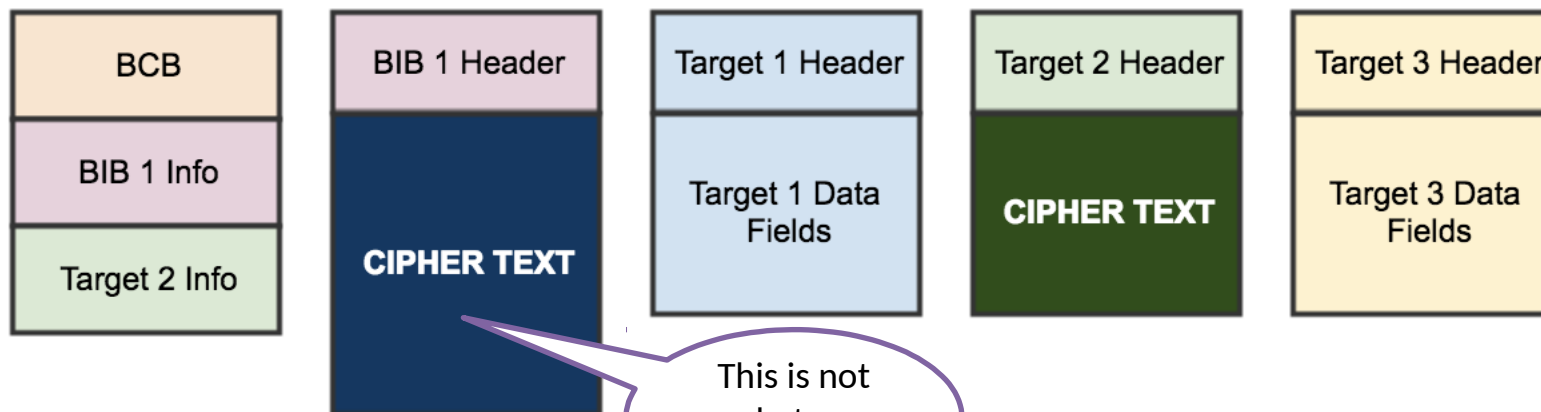 BCB
BIB 1 Info
Target 2 Info
BIB 1 Header
CIPHER TEXT
Target 1 Header
Target 1 Data
Fields
Target 2 Header
CIPHER TEXT
Target 3 Header
Target 3 Data
Fields
This is not